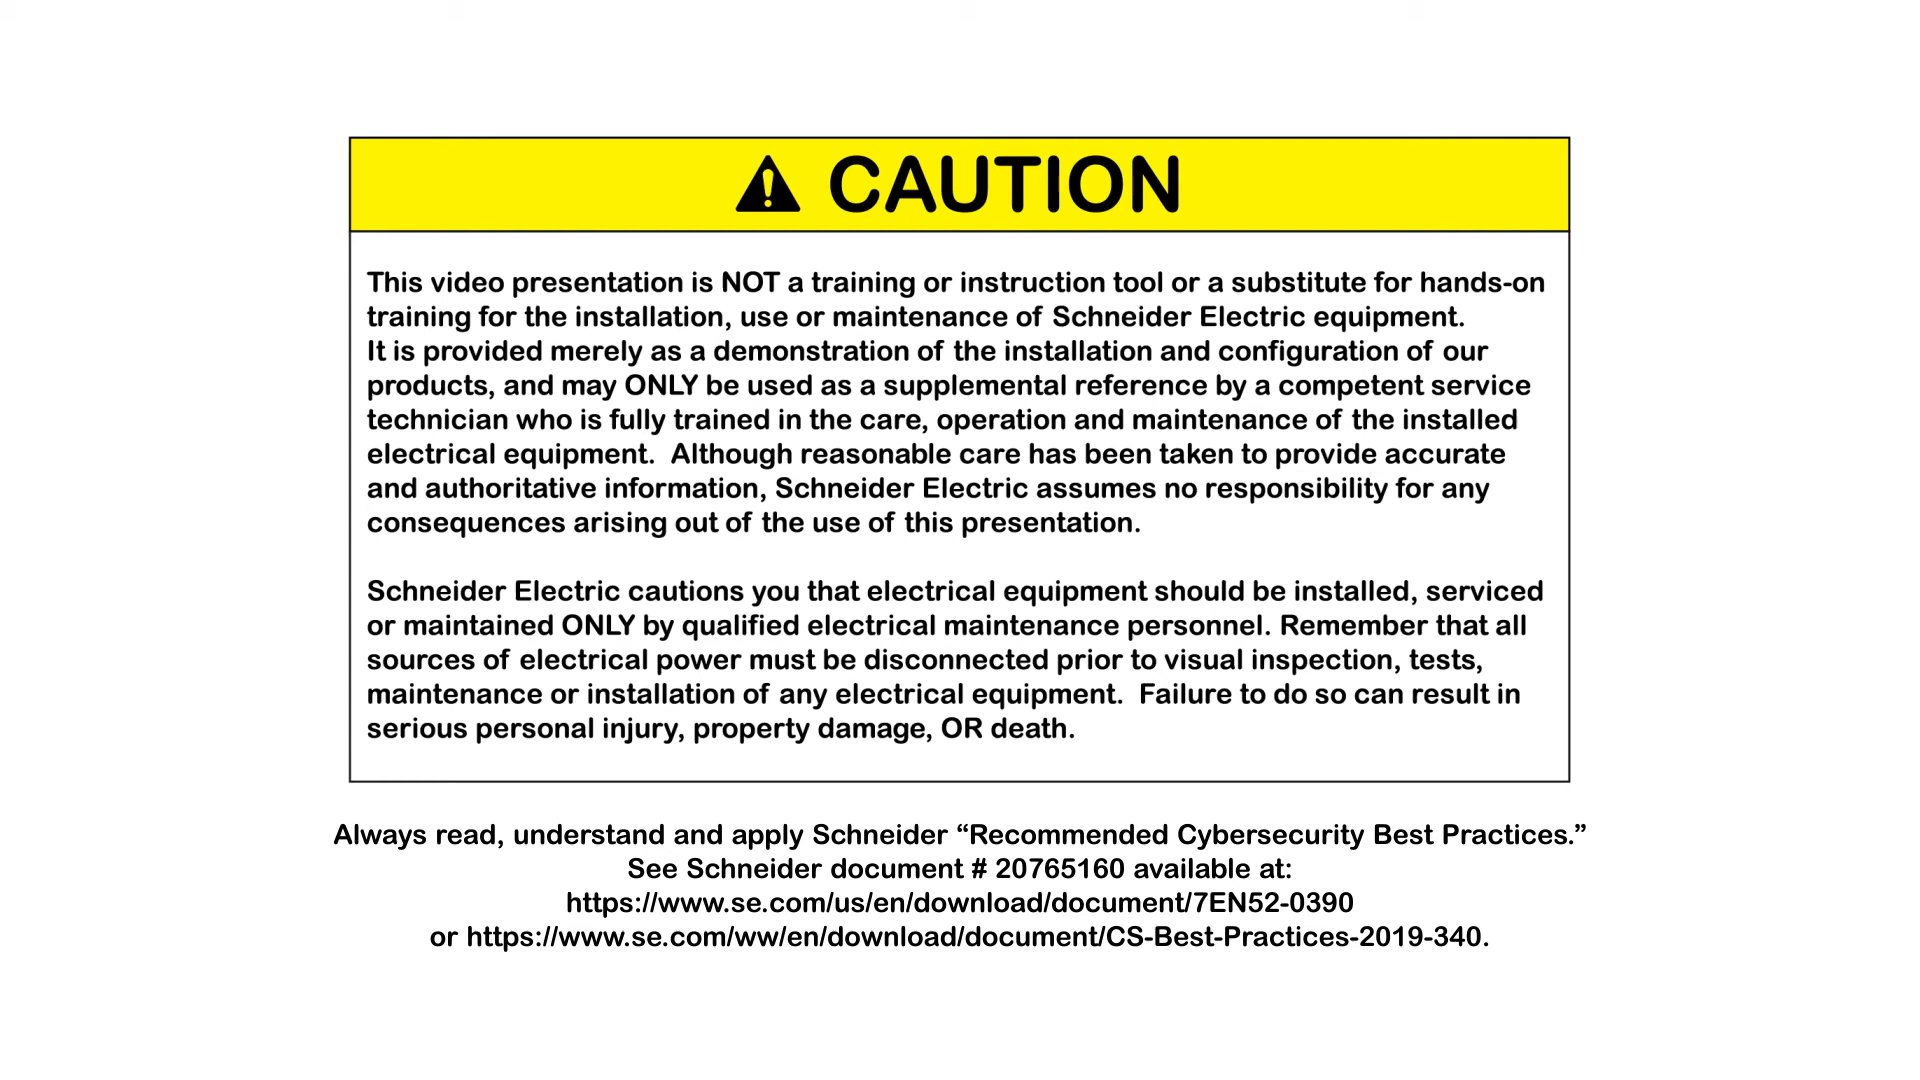 CAUTION
This video presentation is NOT a training or instruction tool or a substitute for hands-on
training for the installation, use or maintenance of Schneider Electric equipment.
It is provided merely as a demonstration of the installation and configuration of our
products, and may ONLY be used as a supplemental reference by a competent service
technician who is fully trained in the care, operation and maintenance of the installed
electrical equipment.  Although reasonable care has been taken to provide accurate
and authoritative information, Schneider Electric assumes no responsibility for any
consequences arising out of the use of this presentation.
Schneider Electric cautions you that electrical equipment should be installed, serviced
or maintained ONLY by qualified electrical maintenance personnel. Remember that all
sources of electrical power must be disconnected prior to visual inspection, tests,
maintenance or installation of any electrical equipment.  Failure to do so can result in
serious personal injury, property damage, OR death.
Always read, understand and apply Schneider “Recommended Cybersecurity Best Practices.”
See Schneider document # 20765160 available at:
https://www.se.com/us/en/download/document/7EN52-0390
or https://www.se.com/ww/en/download/document/CS-Best-Practices-2019-340.